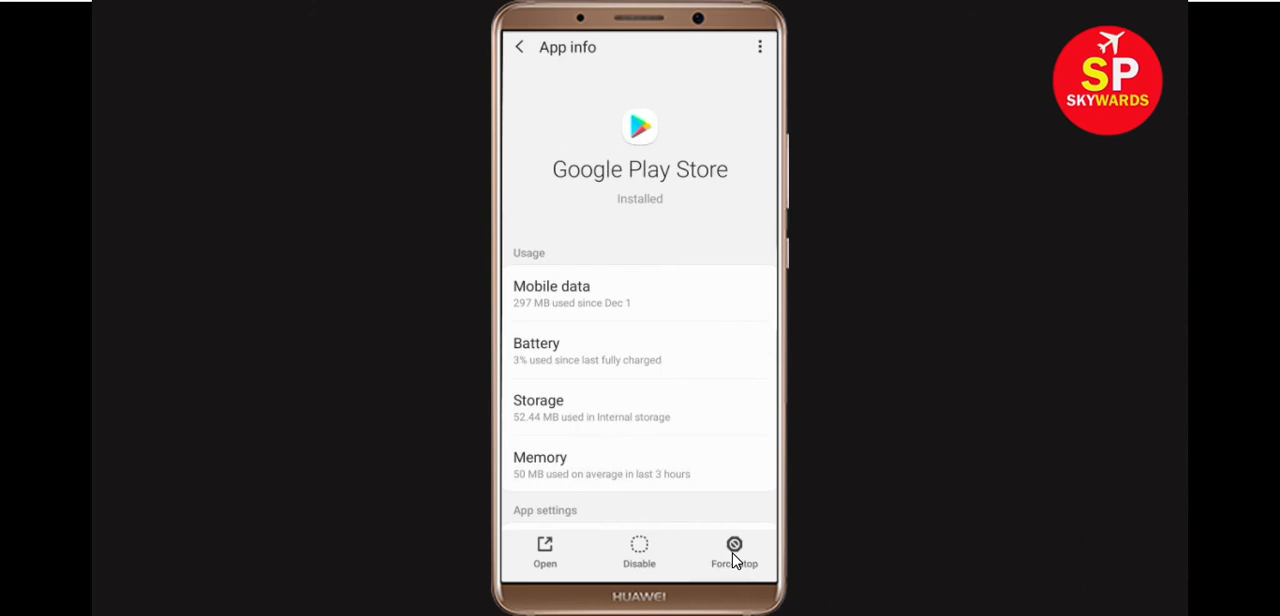 App info
SP
SKYWARDS
Google Play Store
Installed
Usage
Mobile data
297 MB used since Dec 1
Battery
3% used since last fully charged
Storage
52.44 MB used in Internal storage
Memory
50 MB used on average in last 3 hours
App settings
Open
Disable
Force stop
HUAWEI